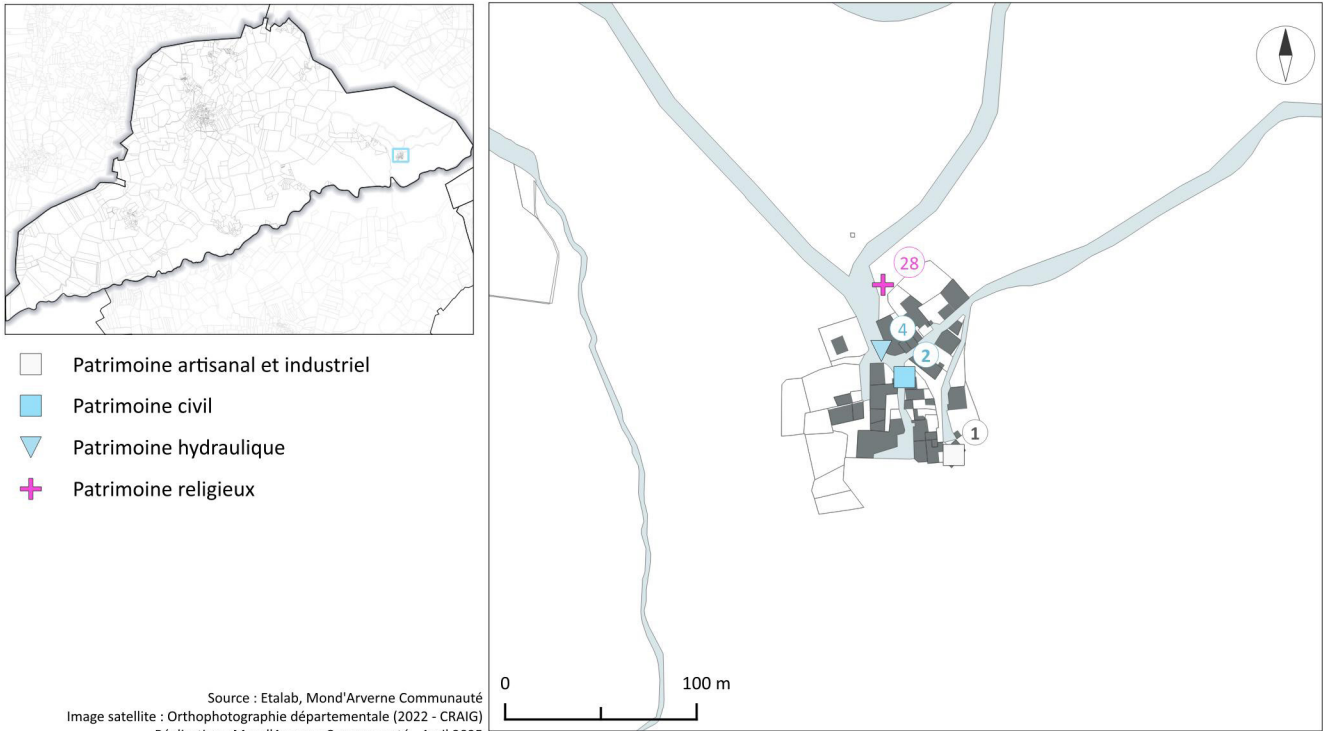 28
4
2
1
Patrimoine artisanal et industriel
Patrimoine civil
Patrimoine hydraulique
Patrimoine religieux
0 100 m
Source : Etalab, Mond'Arverne Communauté
Image satellite : Orthophotographie départementale (2022 - CRAIG)